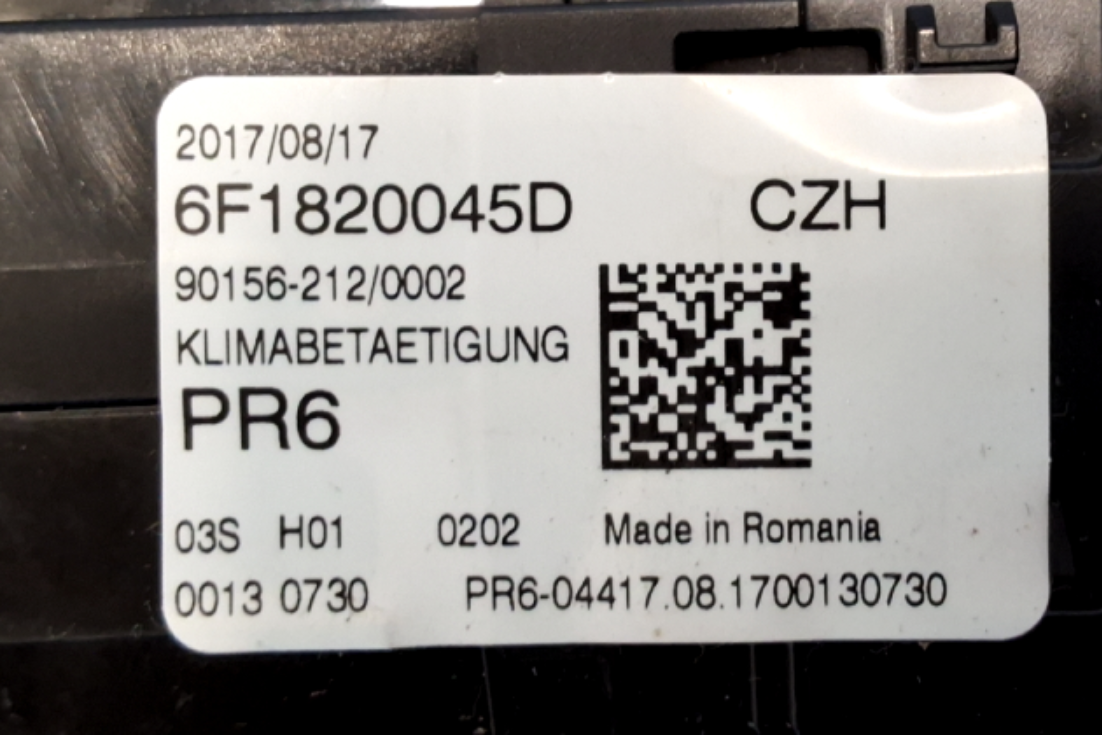 2017/08/17
6F1820045D CZH
90156-212/0002
KLIMABETAETIGUNG
PR6
03S H01 0202 Made in Romania
0013 0730 PR6-04417.08.1700130730